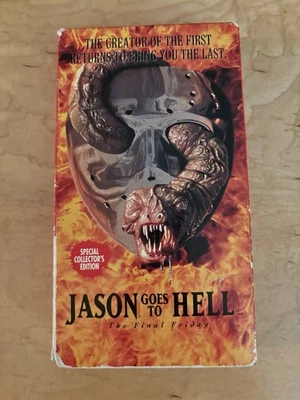 THE CREATOR OF THE FIRST
RETURNS TO BRING YOU THE LAST.
SPECIAL
COLLECTOR'S
EDITION
JASON GOES TO HELL
The Final Friday